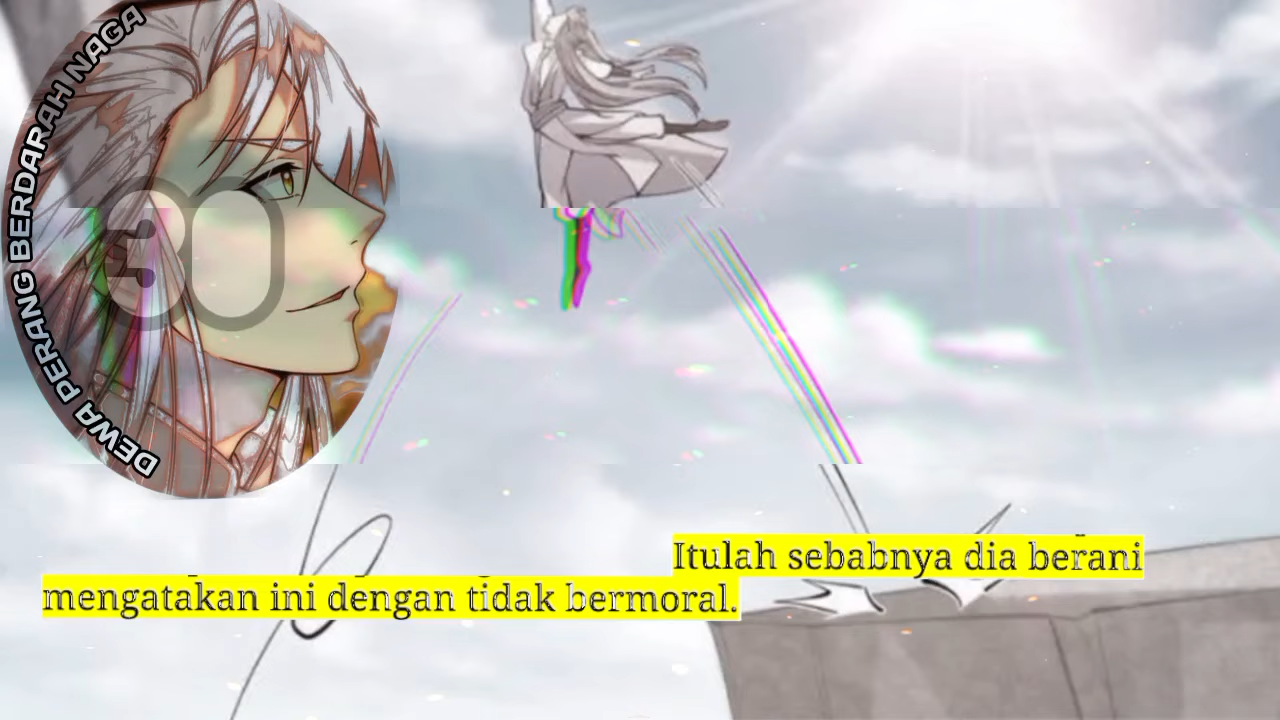 DEWA PERANG BERDARAH NAGA
30
Itulah sebabnya dia berani
mengatakan ini dengan tidak bermoral.